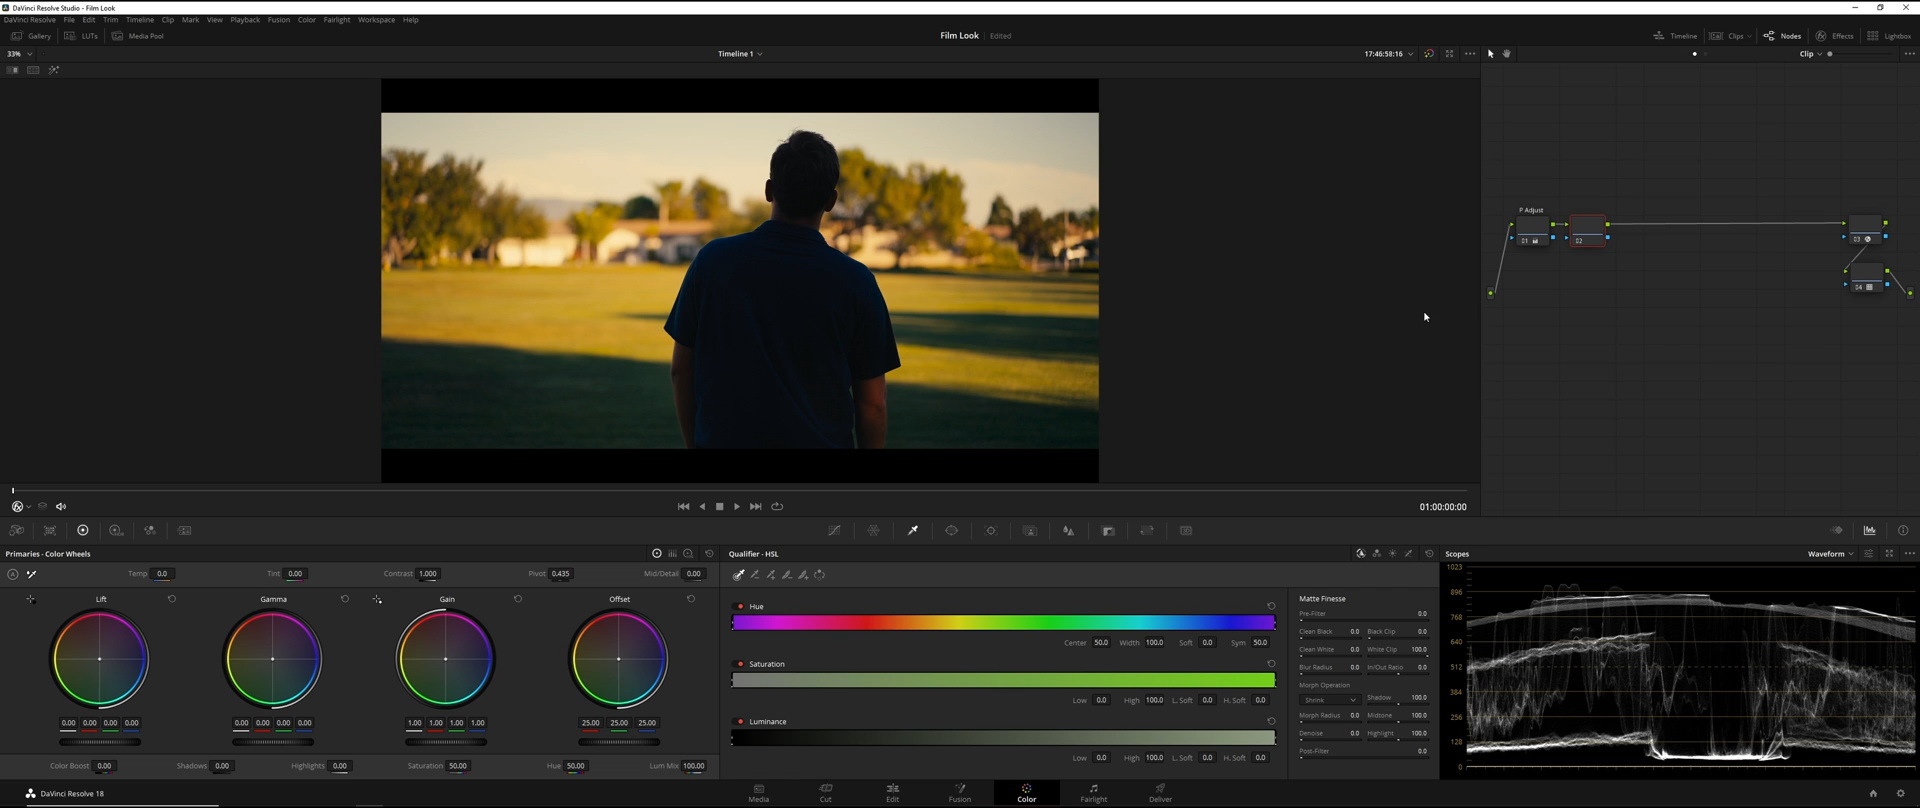 DaVinci Resolve Studio - Film Look
DaVinci Resolve File Edit Trim Timeline Clip Mark View Playback Fusion Color Fairlight Workspace Help
Gallery LUTs Media Pool Film Look Edited Timeline Clips Nodes Effects Lightbox
33% Timeline 1 17:46:58:16 Clip
P Adjust
01 02 03
04
01:00:00:00
Primaries - Color Wheels Qualifier - HSL Scopes Waveform
Temp 0.0 Tint 0.00 Contrast 1.000 Pivot 0.435 Mid/Detail 0.00
Lift Gamma Gain Offset
0.00 0.00 0.00 0.00 0.00 0.00 0.00 0.00 1.00 1.00 1.00 1.00 25.00 25.00 25.00
Color Boost 0.00 Shadows 0.00 Highlights 0.00 Saturation 50.00 Hue 50.00 Lum Mix 100.00
Hue
Center 50.0 Width 100.0 Soft 0.0 Sym 50.0
Saturation
Low 0.0 High 100.0 L. Soft 0.0 H. Soft 0.0
Luminance
Low 0.0 High 100.0 L. Soft 0.0 H. Soft 0.0
Matte Finesse
Pre-Filter 0.0
Clean Black 0.0 Black Clip 0.0
Clean White 0.0 White Clip 100.0
Blur Radius 0.0 In/Out Ratio 0.0
Morph Operation
Shrink Shadow 100.0
Morph Radius 0.0 Midtone 100.0
Denoise 0.0 Highlight 100.0
Post-Filter 0.0
1023
896
768
640
512
384
256
128
0
DaVinci Resolve 18 Media Cut Edit Fusion Color Fairlight Deliver